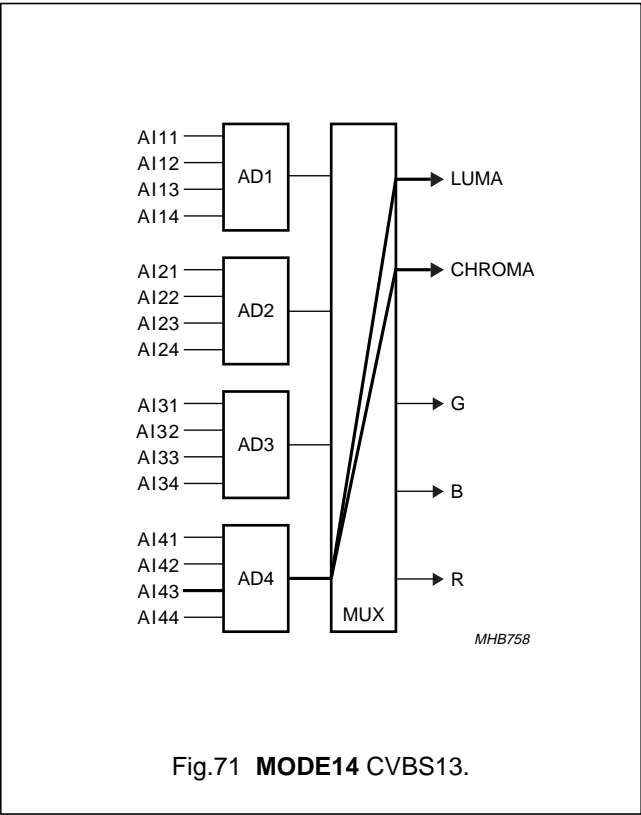 AI11
AI12
AI13
AI14
AD1
AI21
AI22
AI23
AI24
AD2
AI31
AI32
AI33
AI34
AD3
AI41
AI42
AI43
AI44
AD4
MUX
LUMA
CHROMA
G
B
R
MHB758
Fig.71 MODE14 CVBS13.